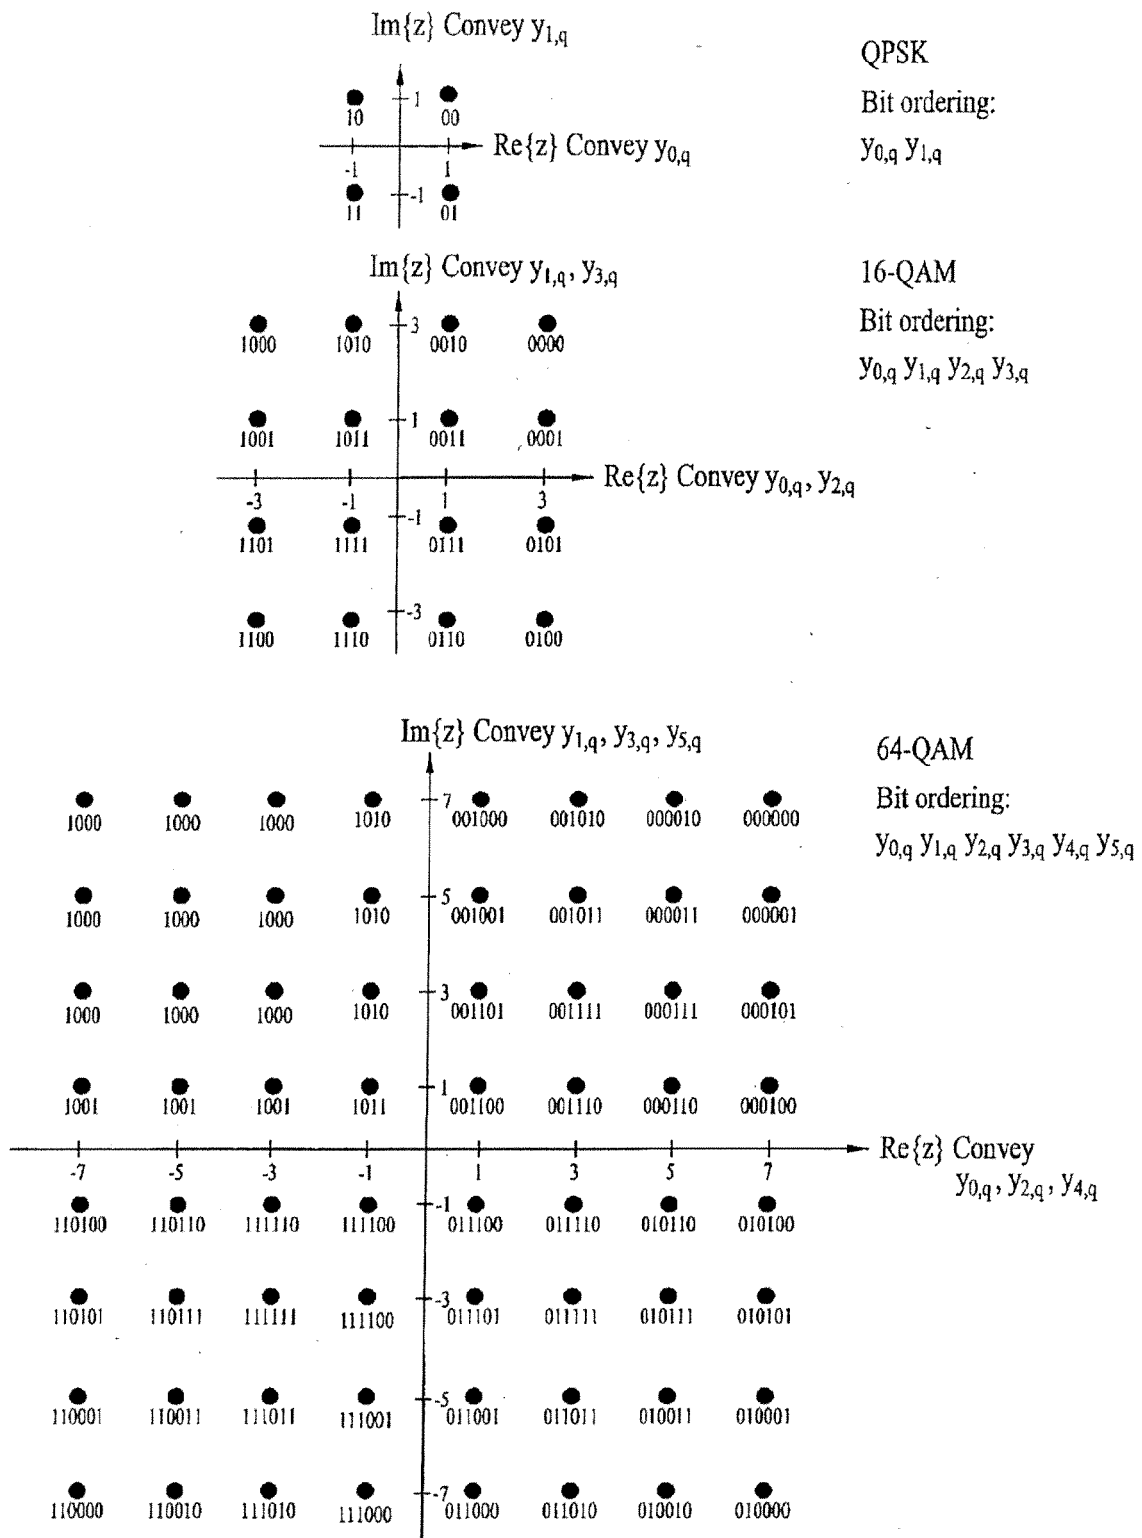 Im{z} Convey y1,q
QPSK
Bit ordering:
y0,q y1,q
1
10 00
Re{z} Convey y0,q
-1 1
-1
11 01
Im{z} Convey y1,q, y3,q
16-QAM
Bit ordering:
y0,q y1,q y2,q y3,q
3
1000 1010 0010 0000
1
1001 1011 0011 0001
Re{z} Convey y0,q, y2,q
-3 -1 1 3
-1
1101 1111 0111 0101
-3
1100 1110 0110 0100
Im{z} Convey y1,q, y3,q, y5,q
64-QAM
Bit ordering:
y0,q y1,q y2,q y3,q y4,q y5,q
7
1000 1000 1000 1010 001000 001010 000010 000000
5
1000 1000 1000 1010 001001 001011 000011 000001
3
1000 1000 1000 1010 001101 001111 000111 000101
1
1001 1001 1001 1011 001100 001110 000110 000100
Re{z} Convey
y0,q, y2,q, y4,q
-7 -5 -3 -1 1 3 5 7
-1
110100 110110 111110 111100 011100 011110 010110 010100
-3
110101 110111 111111 111100 011101 011111 010111 010101
-5
110001 110011 111011 111001 011001 011011 010011 010001
-7
110000 110010 111010 111000 011000 011010 010010 010000